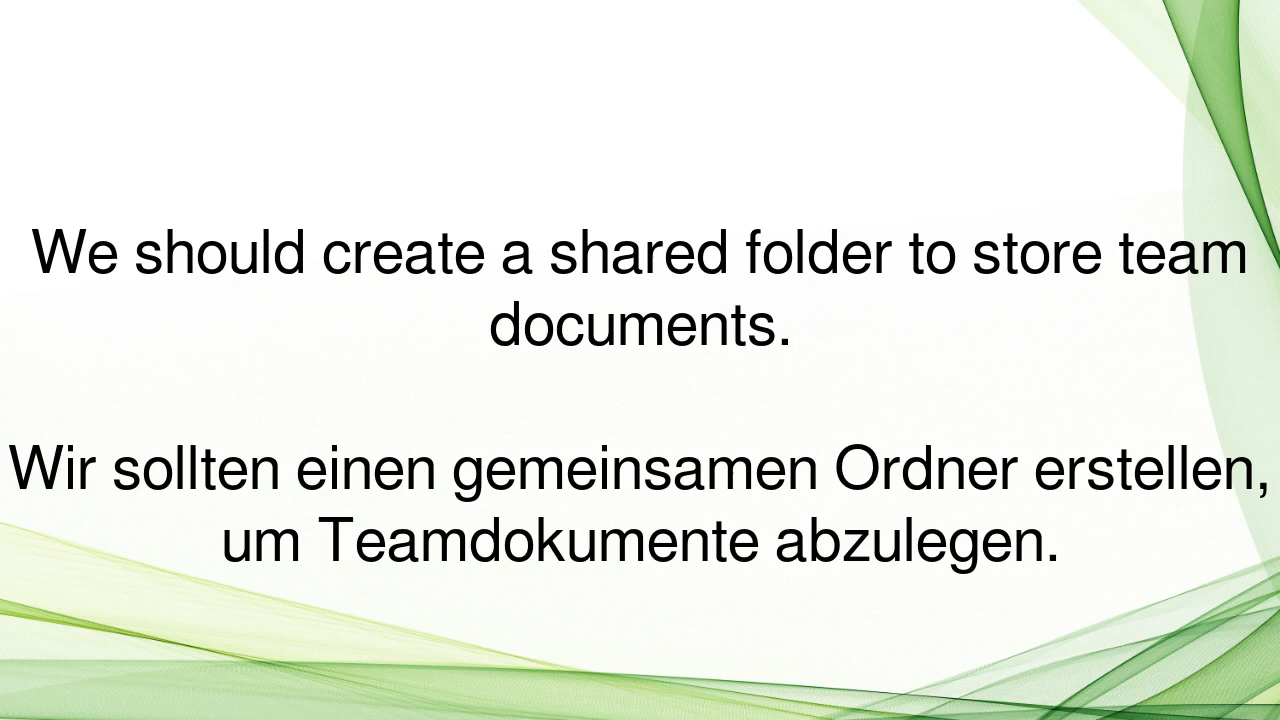 We should create a shared folder to store team
documents.
Wir sollten einen gemeinsamen Ordner erstellen,
um Teamdokumente abzulegen.